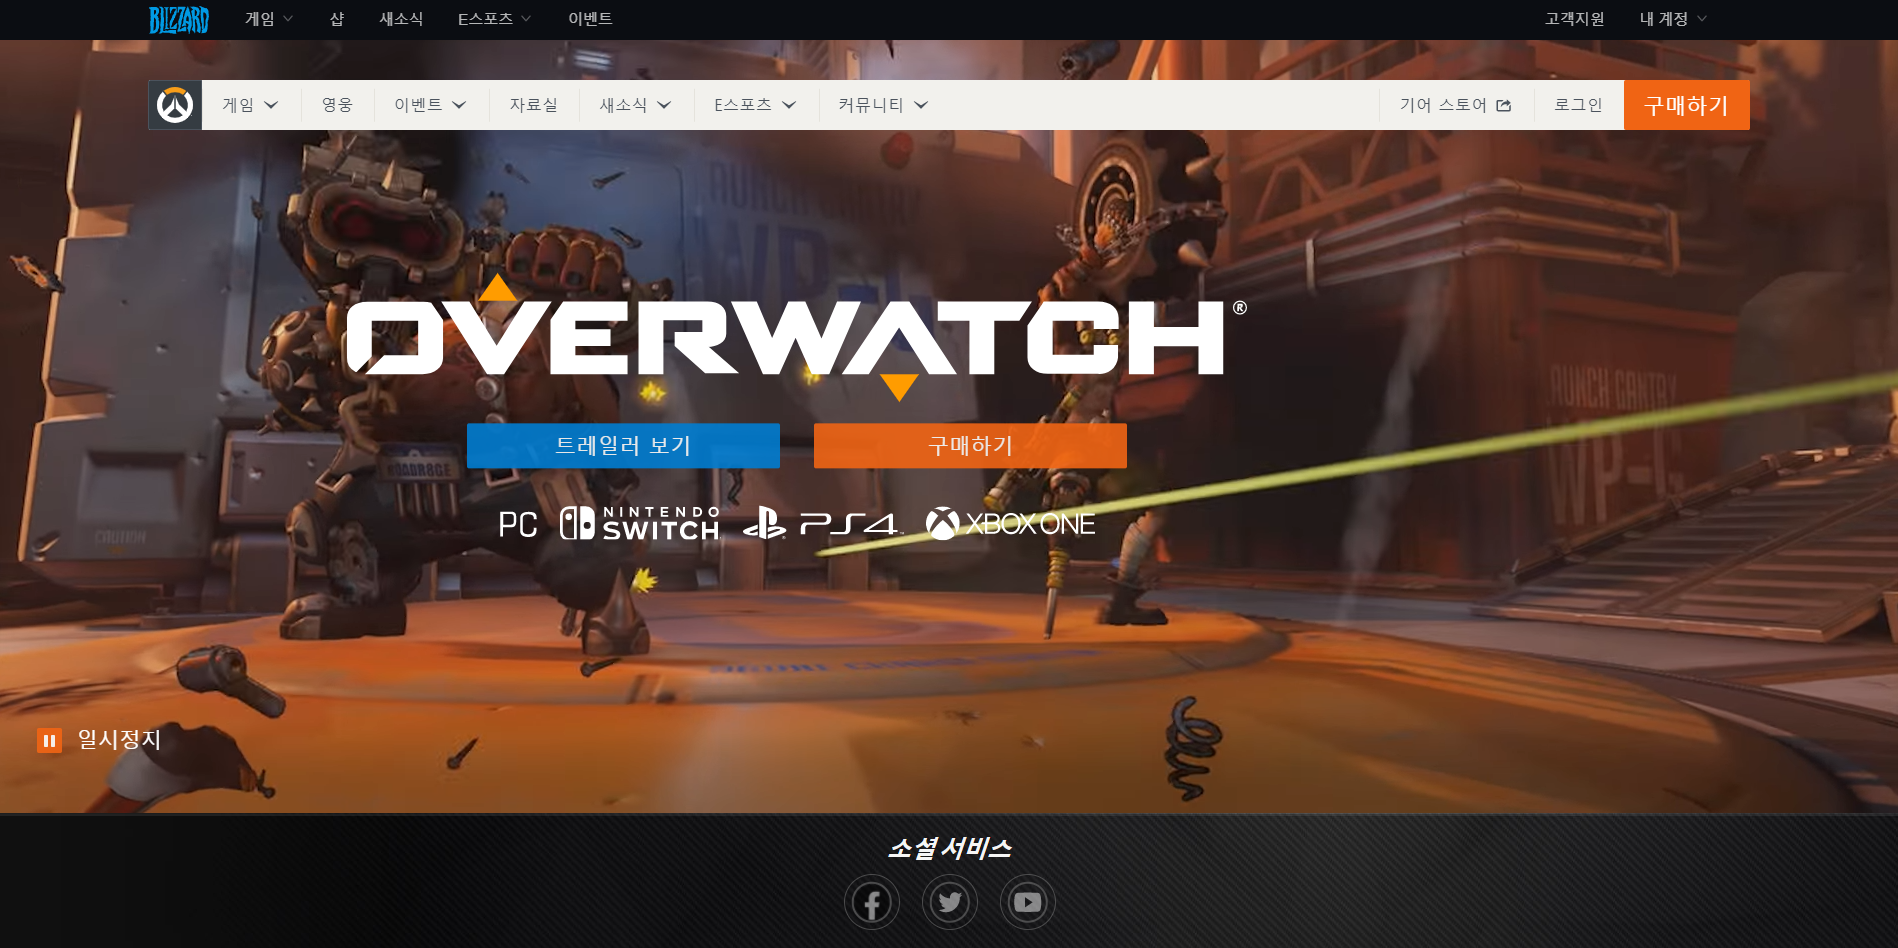 BLIZZARD 게임 샵 새소식 E스포츠 이벤트 고객지원 내 계정
게임 영웅 이벤트 자료실 새소식 E스포츠 커뮤니티 기어 스토어 로그인 구매하기
OVERWATCH®
트레일러 보기 구매하기
PC NINTENDO SWITCH PS4 XBOX ONE
ROADR8GE
CAUTION
LAUNCH GANTRY
일시정지
소셜 서비스